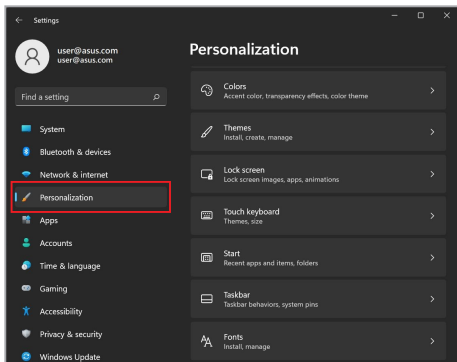 Settings
user@asus.com
user@asus.com
Find a setting
System
Bluetooth & devices
Network & internet
Personalization
Apps
Accounts
Time & language
Gaming
Accessibility
Privacy & security
Windows Update
Personalization
Colors
Accent color, transparency effects, color theme
Themes
Install, create, manage
Lock screen
Lock screen images, apps, animations
Touch keyboard
Themes, size
Start
Recent apps and items, folders
Taskbar
Taskbar behaviors, system pins
Fonts
Install, manage